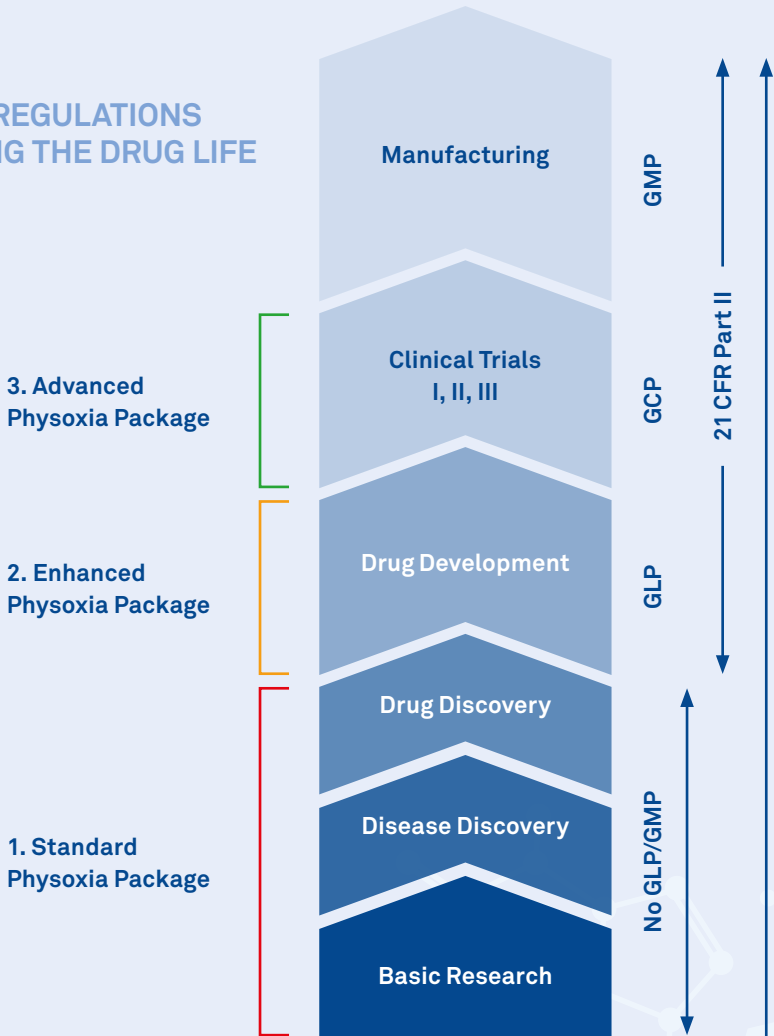 REGULATIONS
THE DRUG LIFE
Manufacturing
GMP
Clinical Trials
I, II, III
GCP
21 CFR Part II
3. Advanced
Physoxia Package
Drug Development
GLP
2. Enhanced
Physoxia Package
Drug Discovery
Disease Discovery
No GLP/GMP
1. Standard
Physoxia Package
Basic Research